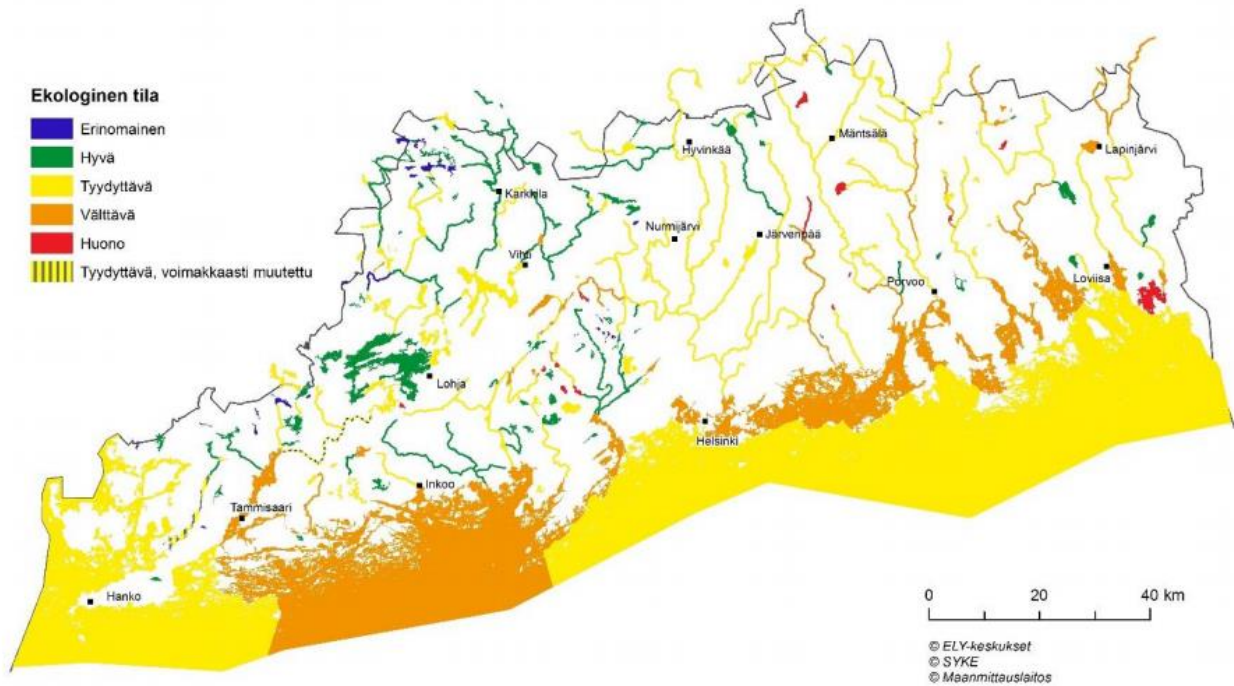 Ekologinen tila
Erinomainen
Hyvä
Tyydyttävä
Välttävä
Huono
Tyydyttävä, voimakkaasti muutettu
Mäntsälä
Hyvinkää
Lapinjärvi
Karkkila
Nurmijärvi
Järvenpää
Vihti
Loviisa
Porvoo
Lohja
Helsinki
Inkoo
Tammisaari
Hanko
0 20 40 km
© ELY-keskukset
© SYKE
© Maanmittauslaitos